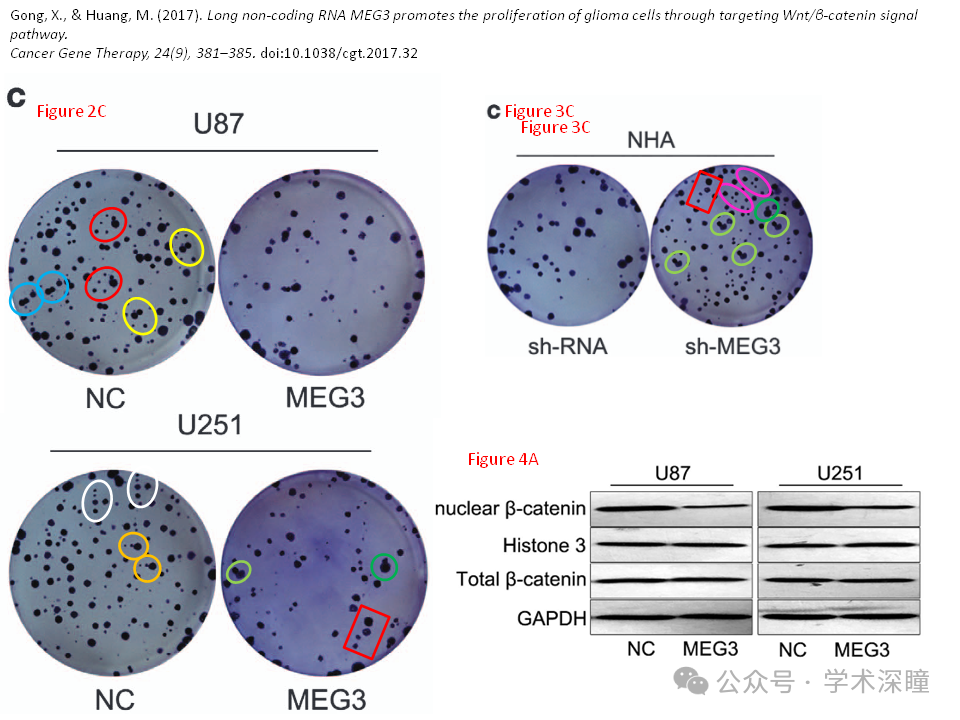 Gong, X., & Huang, M. (2017). Long non-coding RNA MEG3 promotes the proliferation of glioma cells through targeting Wnt/β-catenin signal
pathway.
Cancer Gene Therapy, 24(9), 381–385. doi:10.1038/cgt.2017.32
C Figure 2C
U87
NC MEG3
U251
NC MEG3
C Figure 3C
Figure 3C
NHA
sh-RNA sh-MEG3
Figure 4A
U87 U251
nuclear β-catenin
Histone 3
Total β-catenin
GAPDH
NC MEG3 NC MEG3
公众号 · 学术深瞳